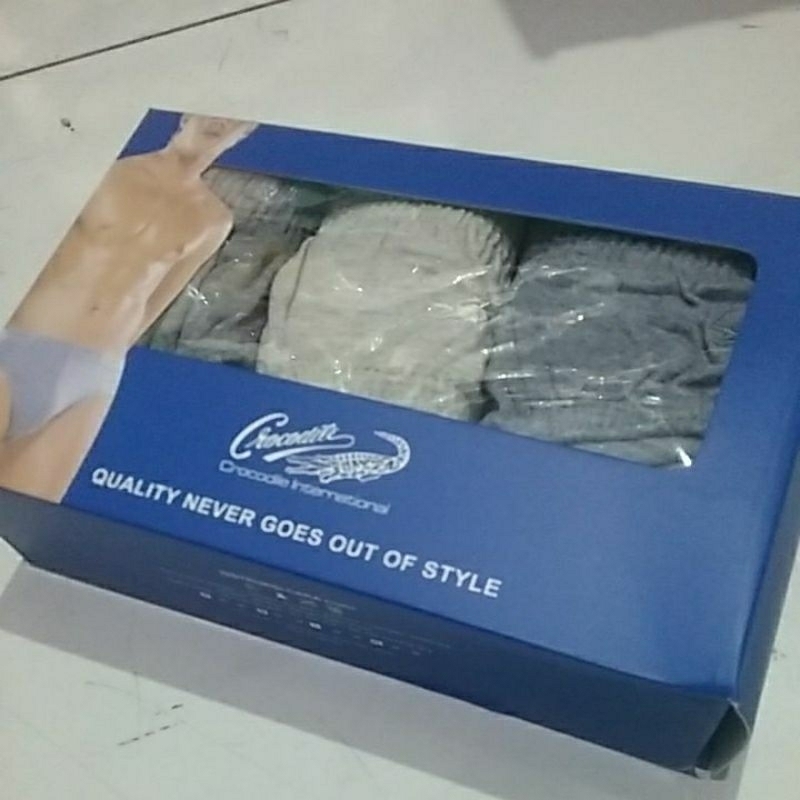 Crocodile
Crocodile International
QUALITY NEVER GOES OUT OF STYLE